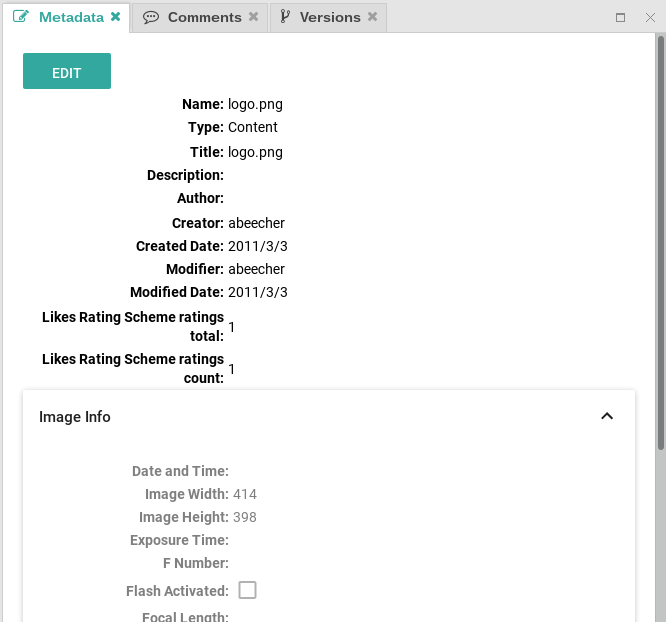 Metadata Comments Versions
EDIT
Name: logo.png
Type: Content
Title: logo.png
Description:
Author:
Creator: abeecher
Created Date: 2011/3/3
Modifier: abeecher
Modified Date: 2011/3/3
Likes Rating Scheme ratings
total: 1
Likes Rating Scheme ratings
count: 1
Image Info
Date and Time:
Image Width: 414
Image Height: 398
Exposure Time:
F Number:
Flash Activated:
Focal Length: